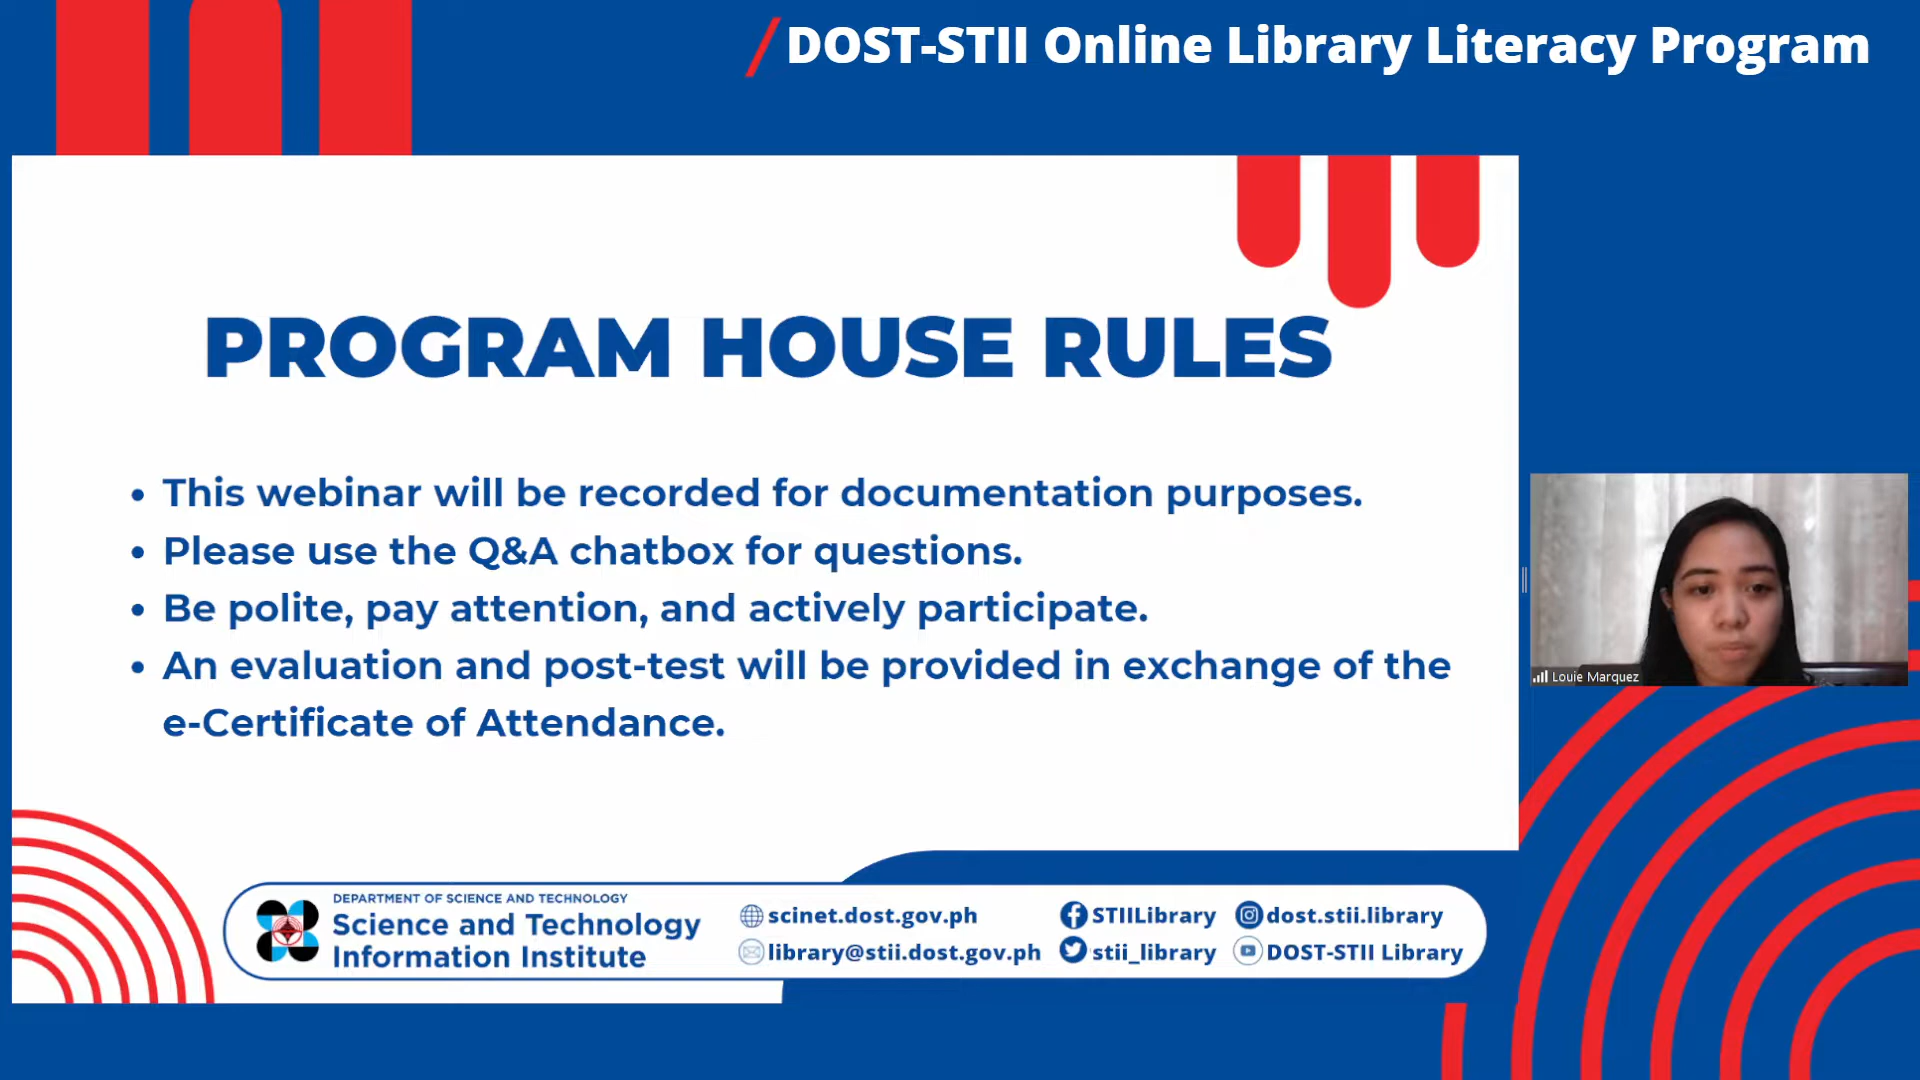 DOST-STII Online Library Literacy Program
PROGRAM HOUSE RULES
• This webinar will be recorded for documentation purposes.
• Please use the Q&A chatbox for questions.
• Be polite, pay attention, and actively participate.
• An evaluation and post-test will be provided in exchange of the
e-Certificate of Attendance.
Louie Marquez
DEPARTMENT OF SCIENCE AND TECHNOLOGY
Science and Technology
Information Institute
scinet.dost.gov.ph
library@stii.dost.gov.ph
STIILibrary
stii_library
dost.stii.library
DOST-STII Library